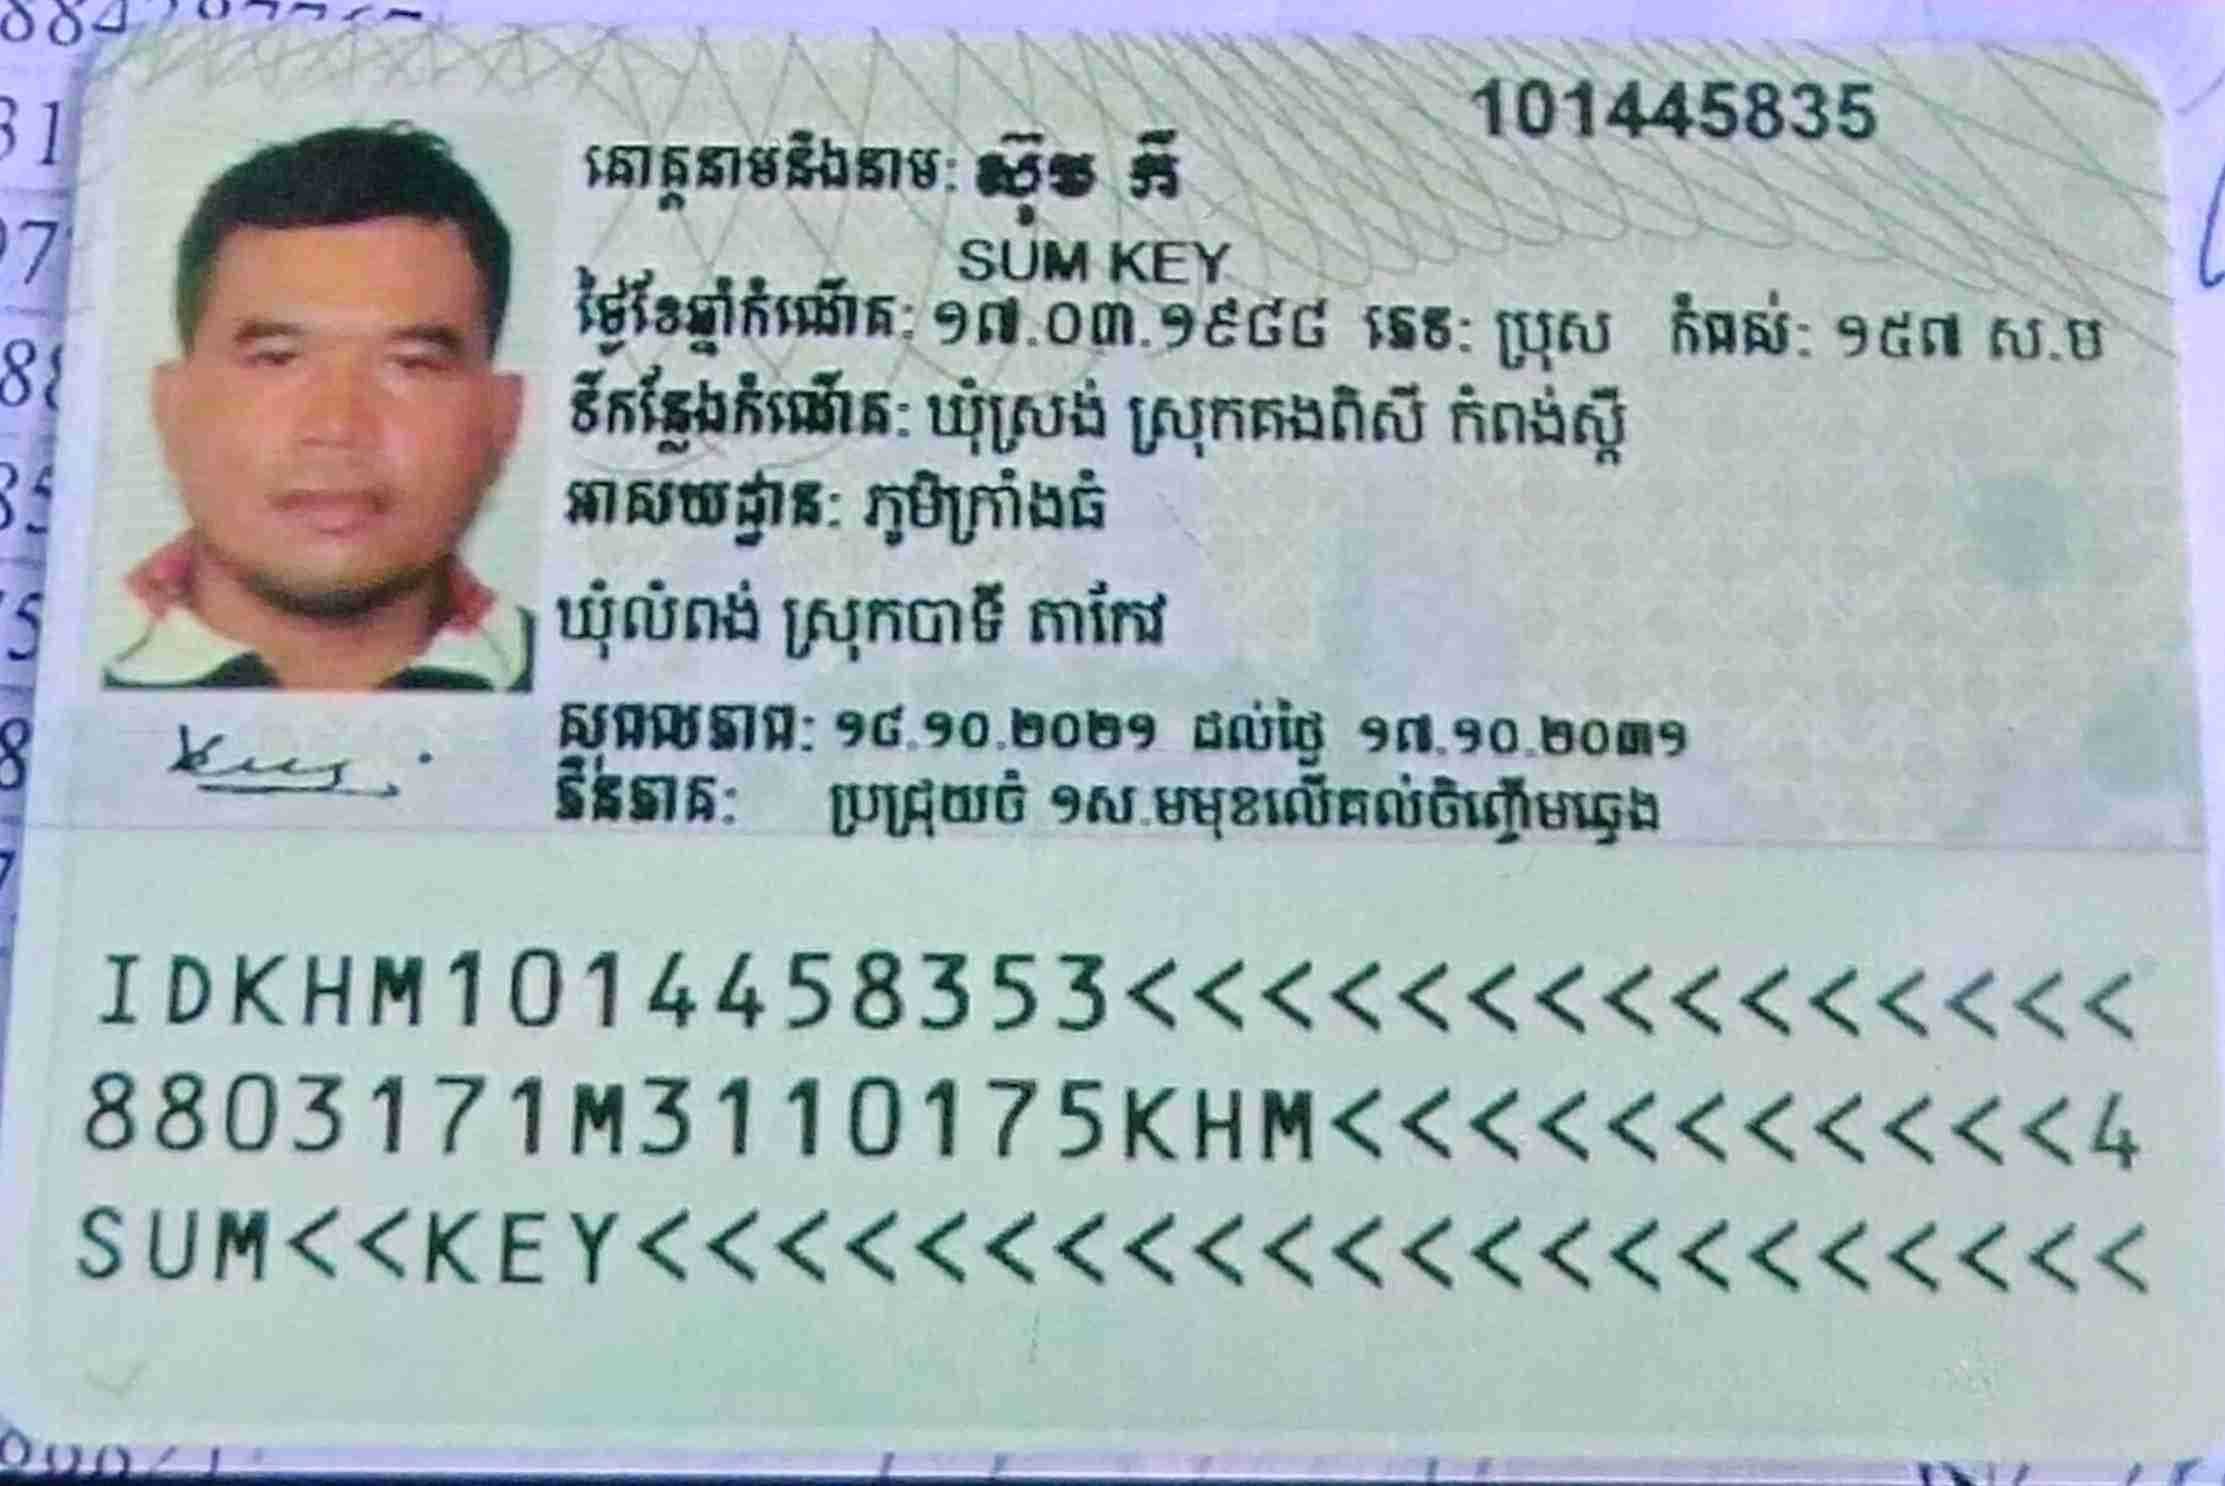 101445835
គោត្តនាមនិងនាម: ស៊ុម គី
SUM KEY
ថ្ងៃខែឆ្នាំកំណើត: ១៧.០៣.១៩៨៨ ភេទ: ប្រុស កំពស់: ១៥៧ ស.ម
ទីកន្លែងកំណើត: ឃុំស្រង់ ស្រុកគងពិសី កំពង់ស្ពឺ
អាសយដ្ឋាន: ភូមិក្រាំងធំ
ឃុំលំពង់ ស្រុកបាទី តាកែវ
សុពលភាព: ១៨.១០.២០២១ ដល់ថ្ងៃ ១៧.១០.២០៣១
ភិនភាគ: ប្រជ្រុយចំ ១ស.មមុខលើគល់ចិញ្ចើមឆ្វេង
IDKHM1014458353<<<<<<<<<<<<<<<
8803171M3110175KHM<<<<<<<<<<<4
SUM<<KEY<<<<<<<<<<<<<<<<<<<<<<